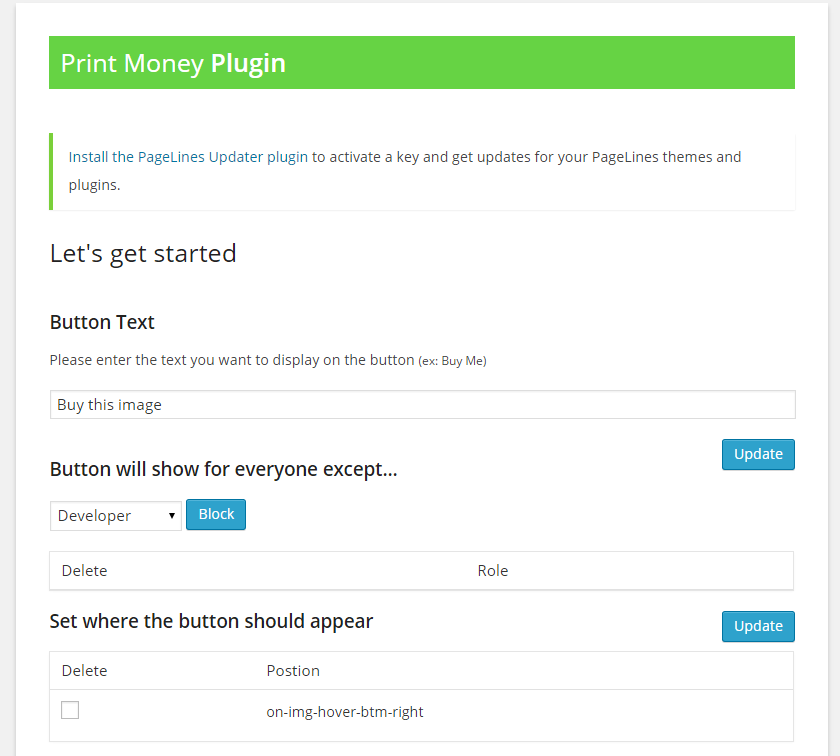 Print Money Plugin
Install the PageLines Updater plugin to activate a key and get updates for your PageLines themes and
plugins.
Let's get started
Button Text
Please enter the text you want to display on the button (ex: Buy Me)
Buy this image
Update
Button will show for everyone except...
Developer Block
Delete Role
Set where the button should appear Update
Delete Postion
on-img-hover-btm-right